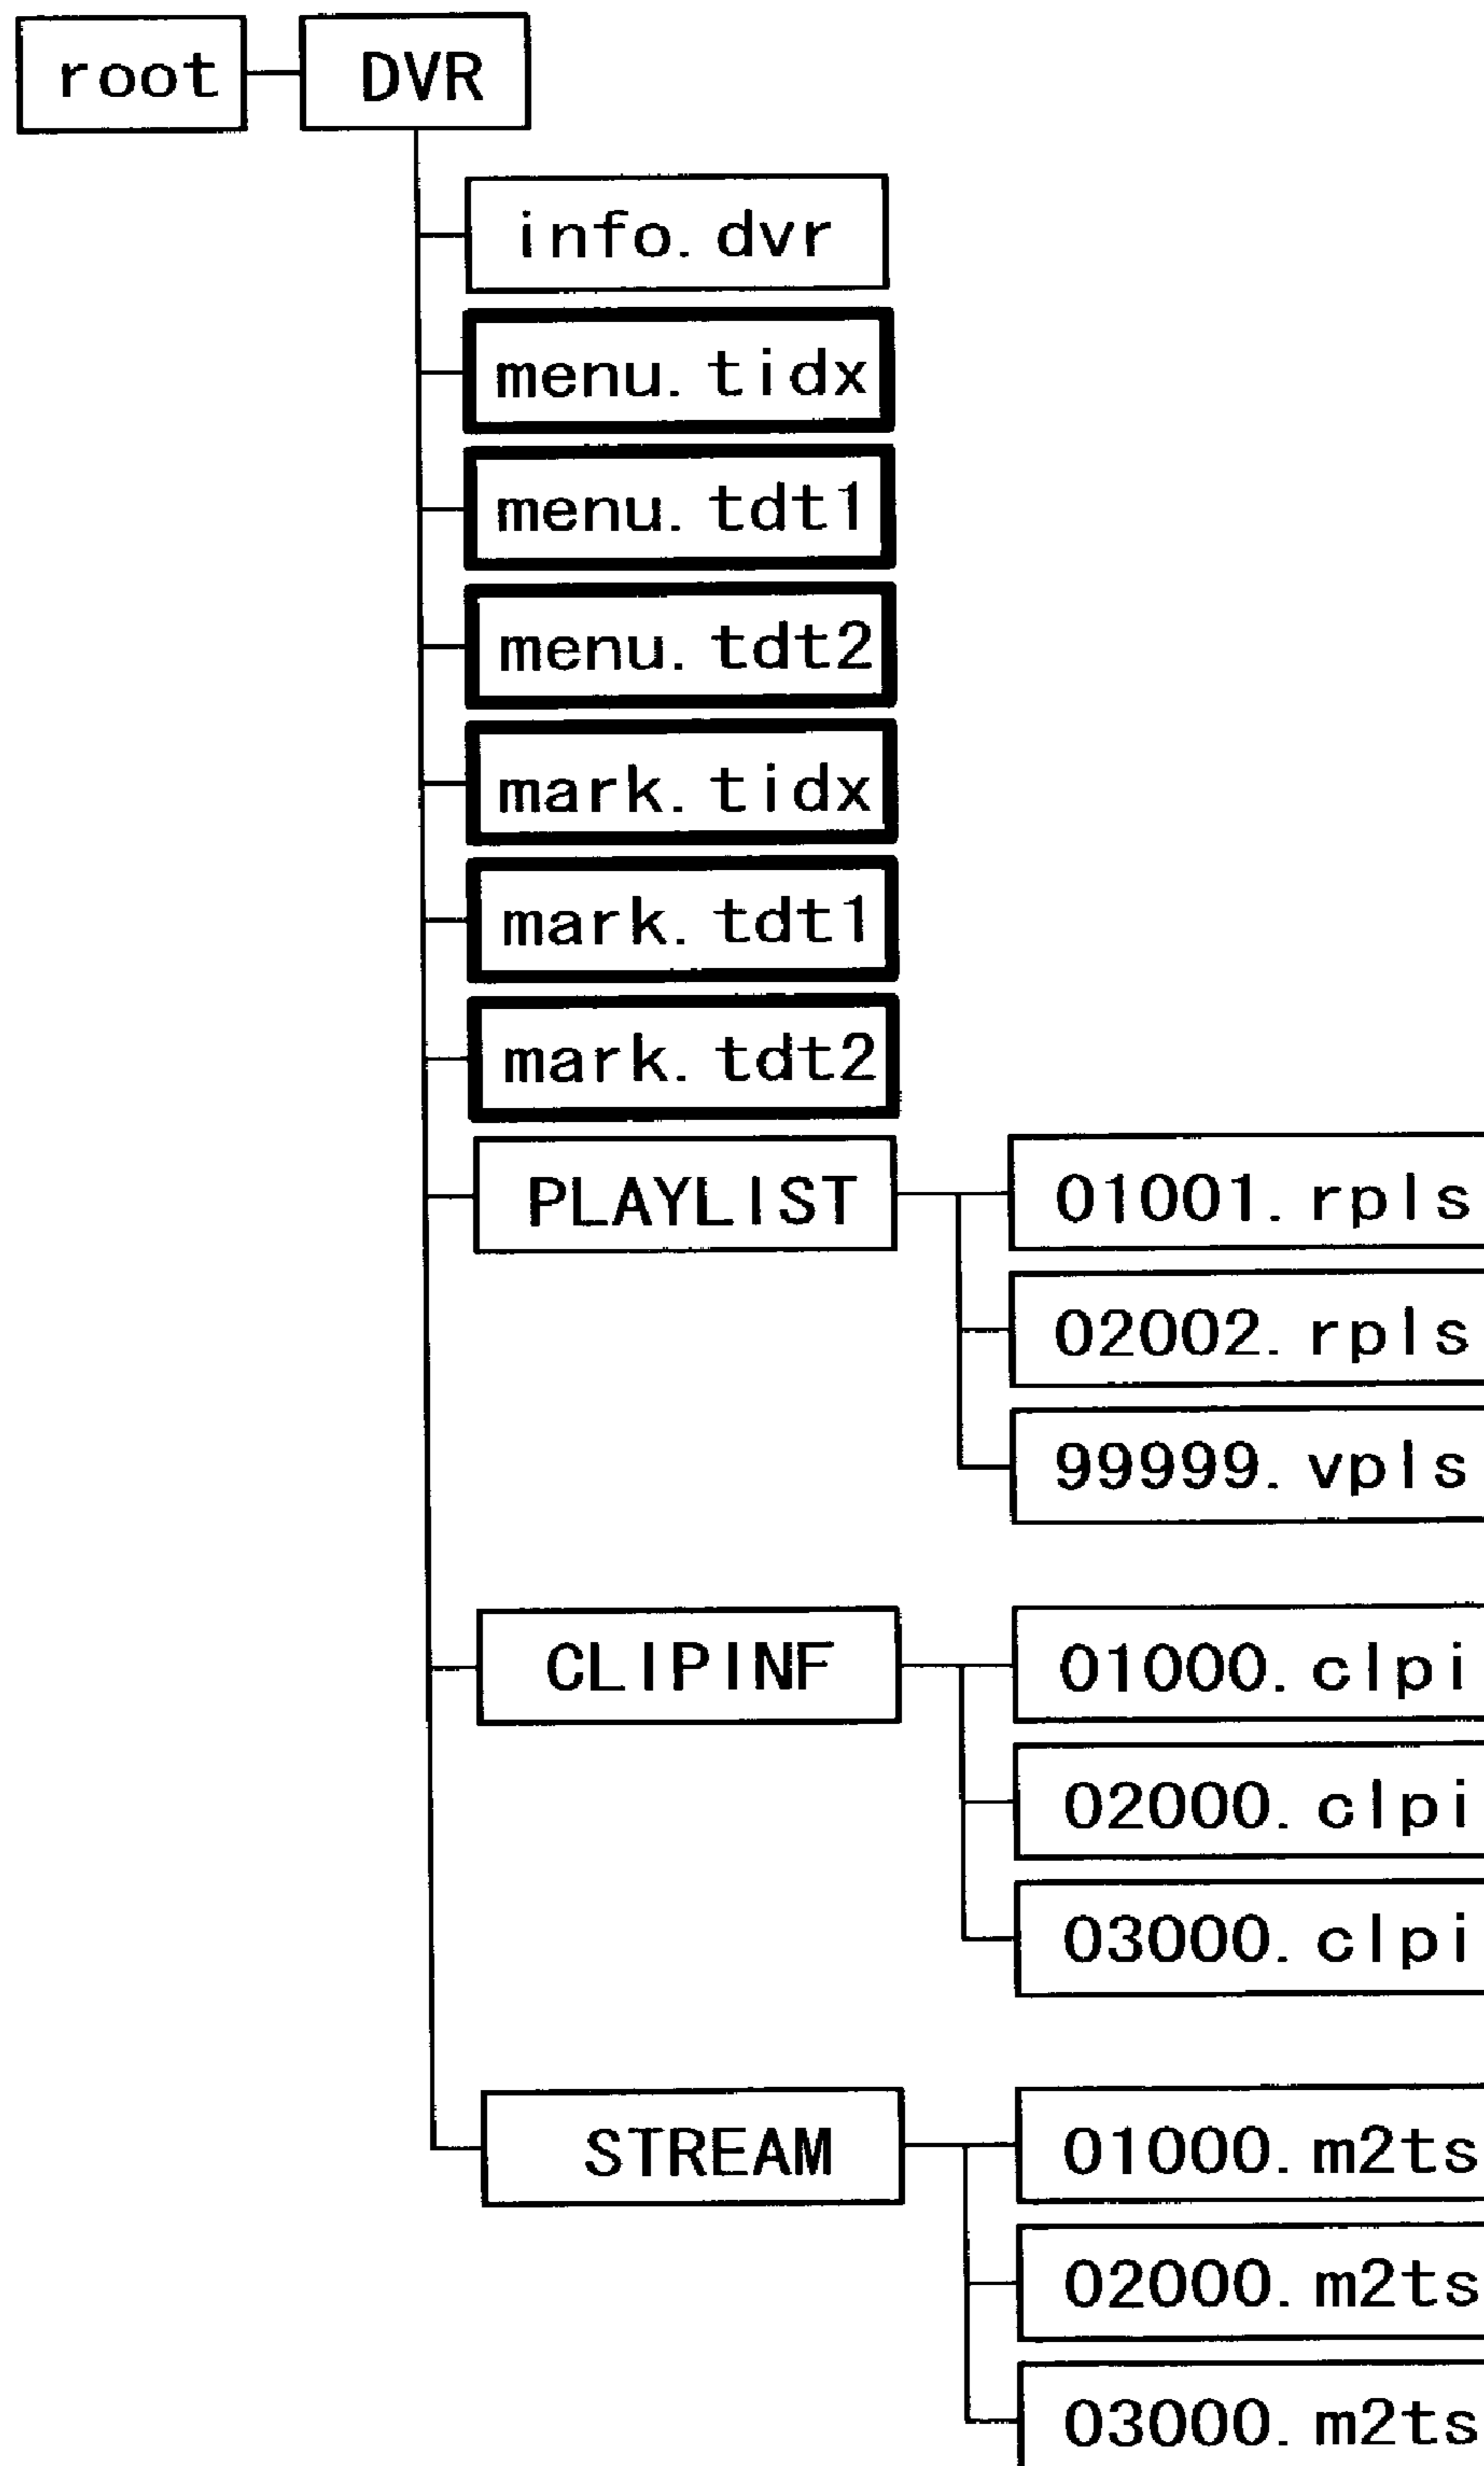 root DVR
info.dvr
menu.tidx
menu.tdt1
menu.tdt2
mark.tidx
mark.tdt1
mark.tdt2
PLAYLIST 01001.rpls
02002.rpls
99999.vpls
CLIPINF 01000.clpi
02000.clpi
03000.clpi
STREAM 01000.m2ts
02000.m2ts
03000.m2ts